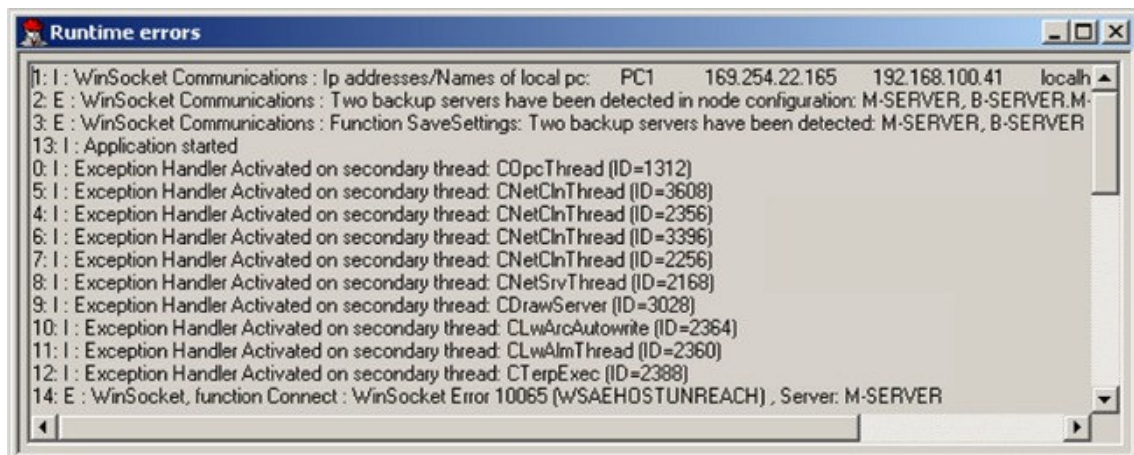 Runtime errors
1: I : WinSocket Communications : Ip addresses/Names of local pc: PC1 169.254.22.165 192.168.100.41 localh
2: E : WinSocket Communications : Two backup servers have been detected in node configuration: M-SERVER, B-SERVER.M-
3: E : WinSocket Communications : Function SaveSettings: Two backup servers have been detected: M-SERVER, B-SERVER
13: I : Application started
0: I : Exception Handler Activated on secondary thread: COpcThread (ID=1312)
5: I : Exception Handler Activated on secondary thread: CNetClnThread (ID=3608)
4: I : Exception Handler Activated on secondary thread: CNetClnThread (ID=2356)
6: I : Exception Handler Activated on secondary thread: CNetClnThread (ID=3396)
7: I : Exception Handler Activated on secondary thread: CNetClnThread (ID=2256)
8: I : Exception Handler Activated on secondary thread: CNetSrvThread (ID=2168)
9: I : Exception Handler Activated on secondary thread: CDrawServer (ID=3028)
10: I : Exception Handler Activated on secondary thread: CLwArcAutowrite (ID=2364)
11: I : Exception Handler Activated on secondary thread: CLwAlmThread (ID=2360)
12: I : Exception Handler Activated on secondary thread: CTerpExec (ID=2388)
14: E : WinSocket, function Connect : WinSocket Error 10065 (WSAEHOSTUNREACH) , Server: M-SERVER